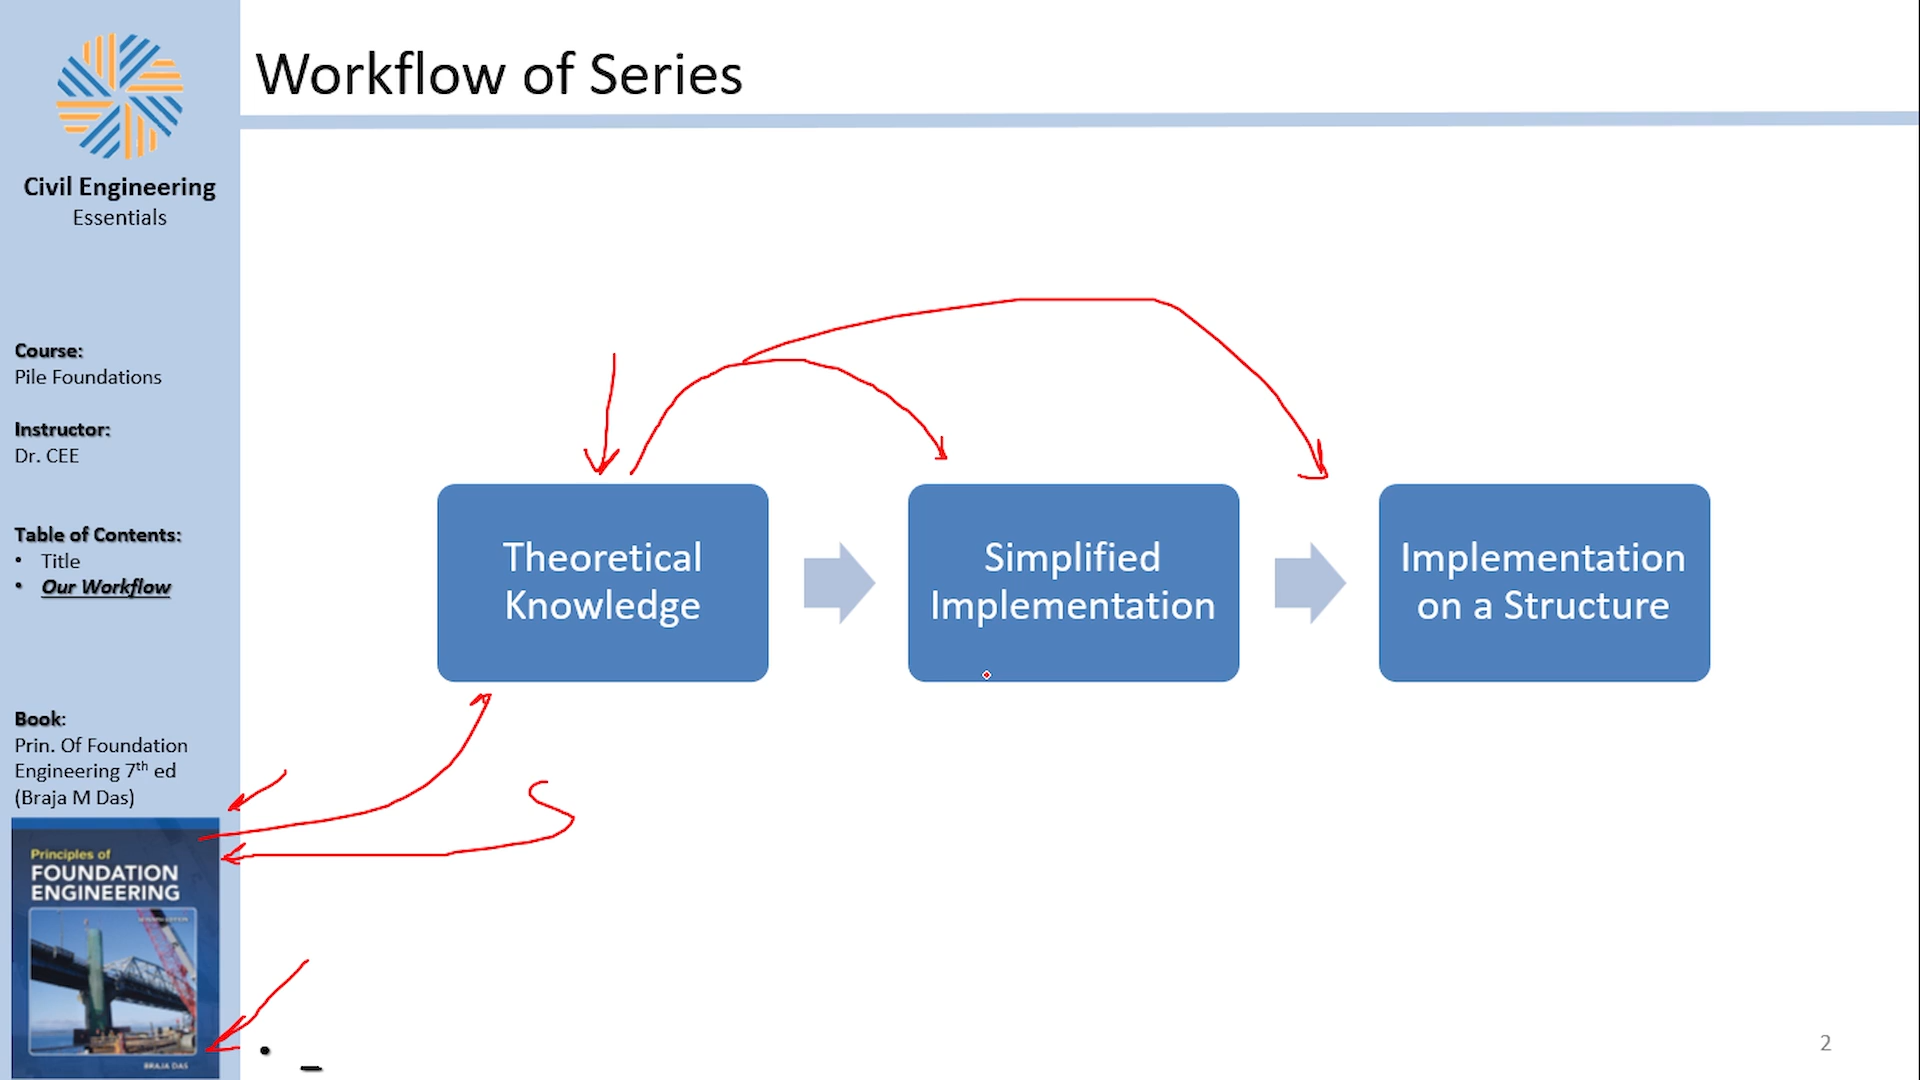 Workflow of Series
Civil Engineering
Essentials
Course:
Pile Foundations
Instructor:
Dr. CEE
Table of Contents:
• Title
• Our Workflow
Book:
Prin. Of Foundation
Engineering 7th ed
(Braja M Das)
Principles of
FOUNDATION
ENGINEERING
BRAJA DAS
Theoretical
Knowledge
Simplified
Implementation
Implementation
on a Structure
2